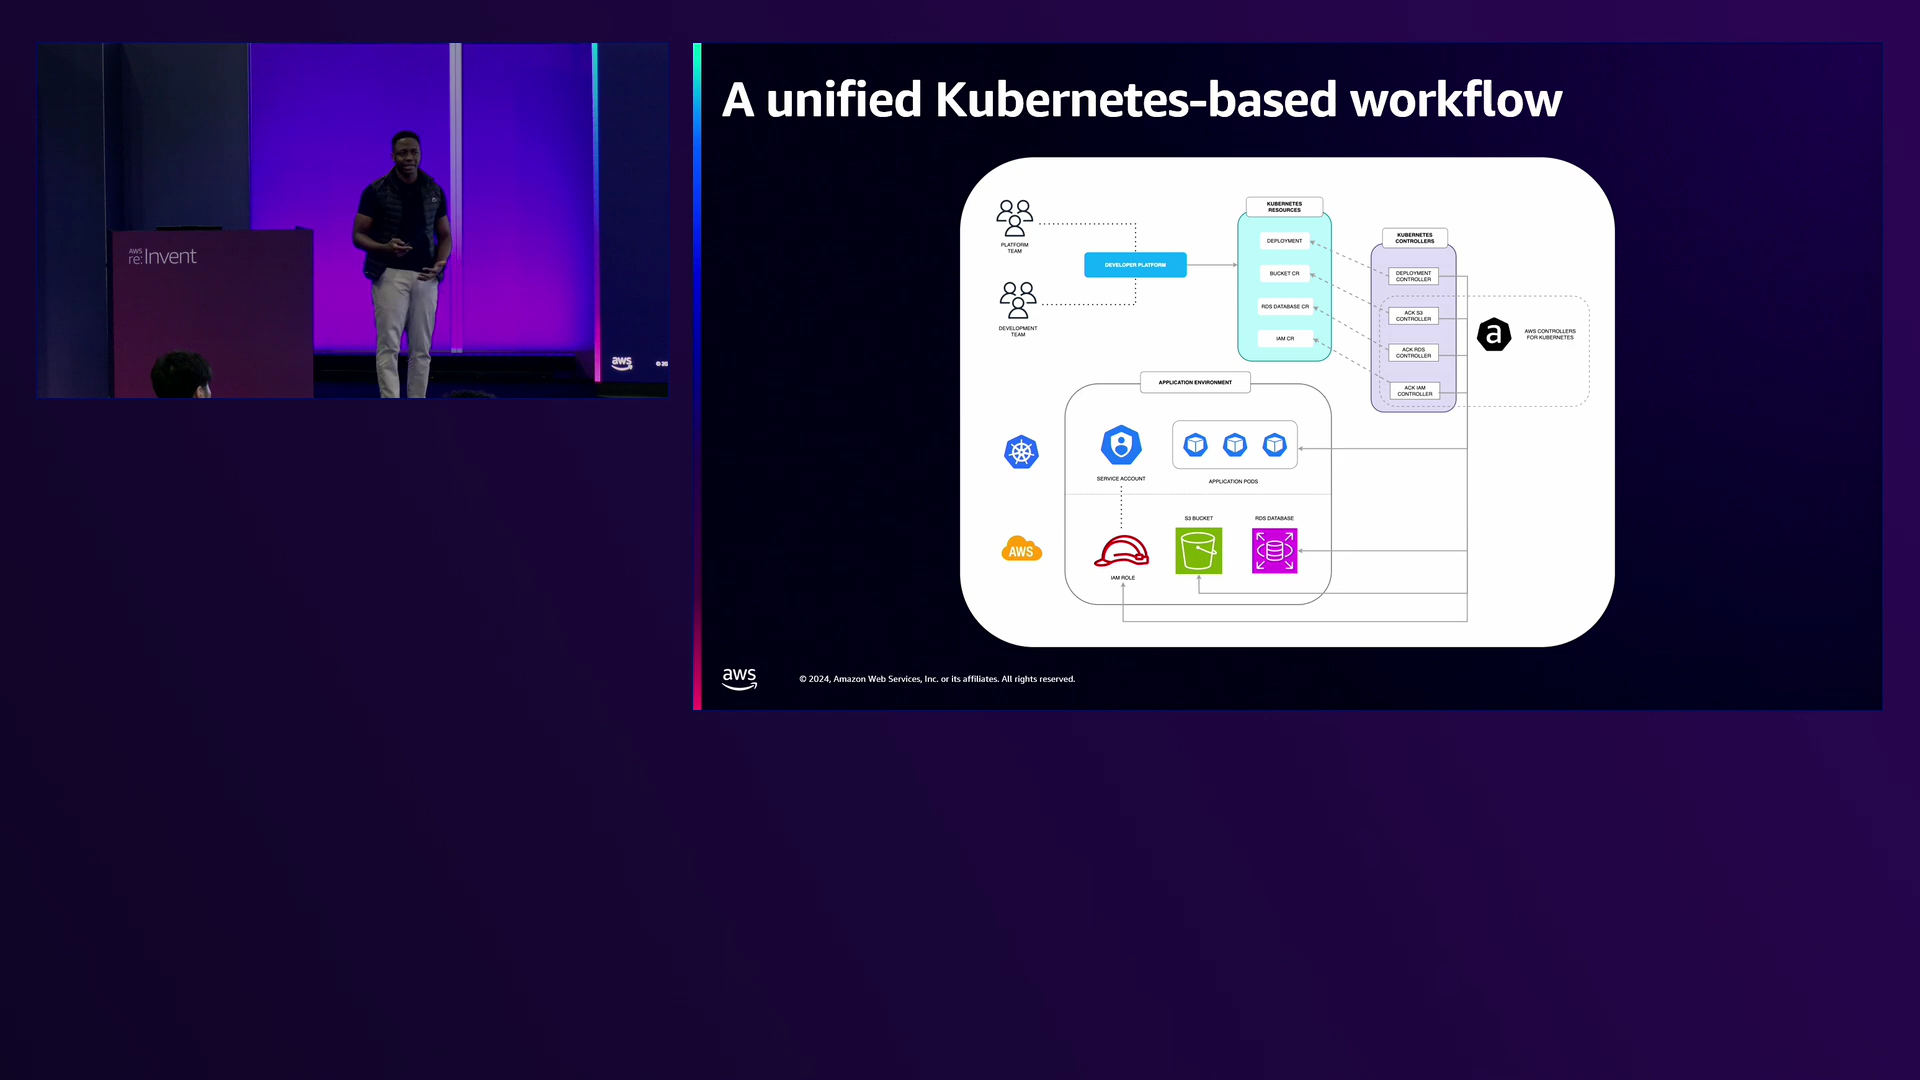 A unified Kubernetes-based workflow
AWS
re:Invent
aws
PLATFORM
TEAM
DEVELOPMENT
TEAM
DEVELOPER PLATFORM
KUBERNETES
RESOURCES
DEPLOYMENT
BUCKET CR
RDS DATABASE CR
IAM CR
KUBERNETES
CONTROLLERS
DEPLOYMENT
CONTROLLER
ACK S3
CONTROLLER
ACK RDS
CONTROLLER
ACK IAM
CONTROLLER
a
AWS CONTROLLERS
FOR KUBERNETES
APPLICATION ENVIRONMENT
SERVICE ACCOUNT
APPLICATION PODS
AWS
IAM ROLE
S3 BUCKET
RDS DATABASE
aws
© 2024, Amazon Web Services, Inc. or its affiliates. All rights reserved.